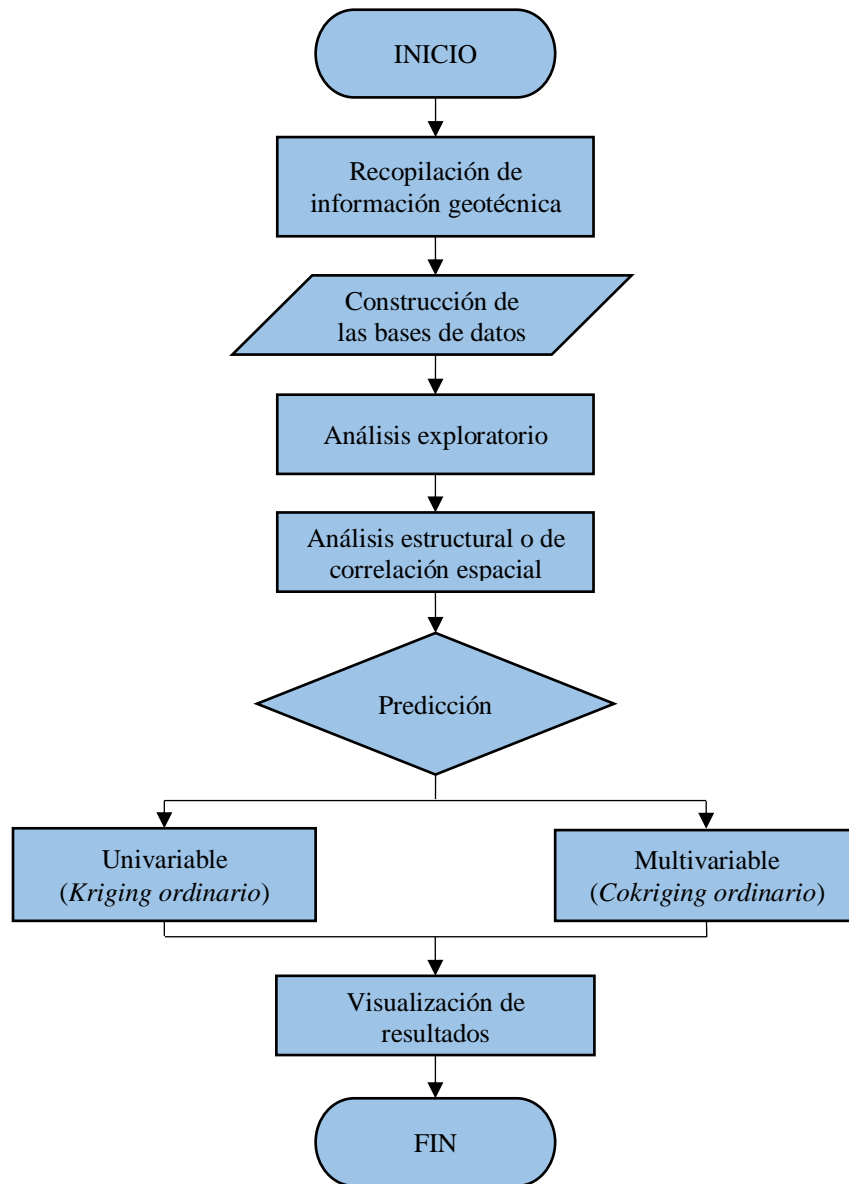 INICIO
Recopilación de
información geotécnica
Construcción de
las bases de datos
Análisis exploratorio
Análisis estructural o de
correlación espacial
Predicción
Univariable
(Kriging ordinario)
Multivariable
(Cokriging ordinario)
Visualización de
resultados
FIN